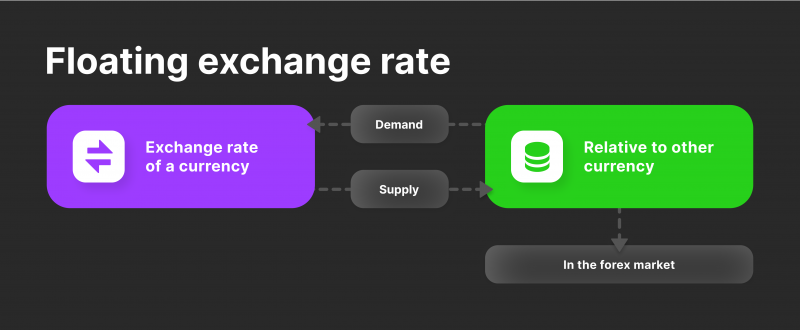 Floating exchange rate
Exchange rate
of a currency
Demand
Supply
Relative to other
currency
In the forex market